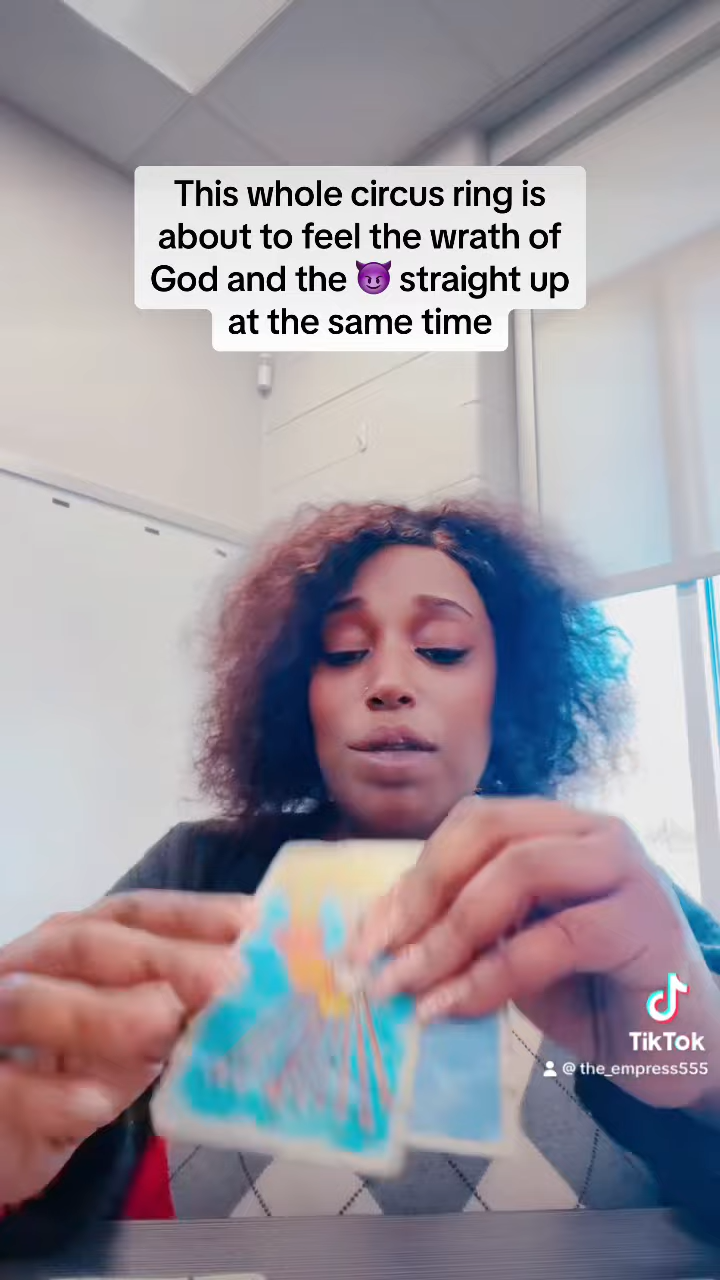 This whole circus ring is
about to feel the wrath of
God and the 😈 straight up
at the same time
TikTok
@the_empress555